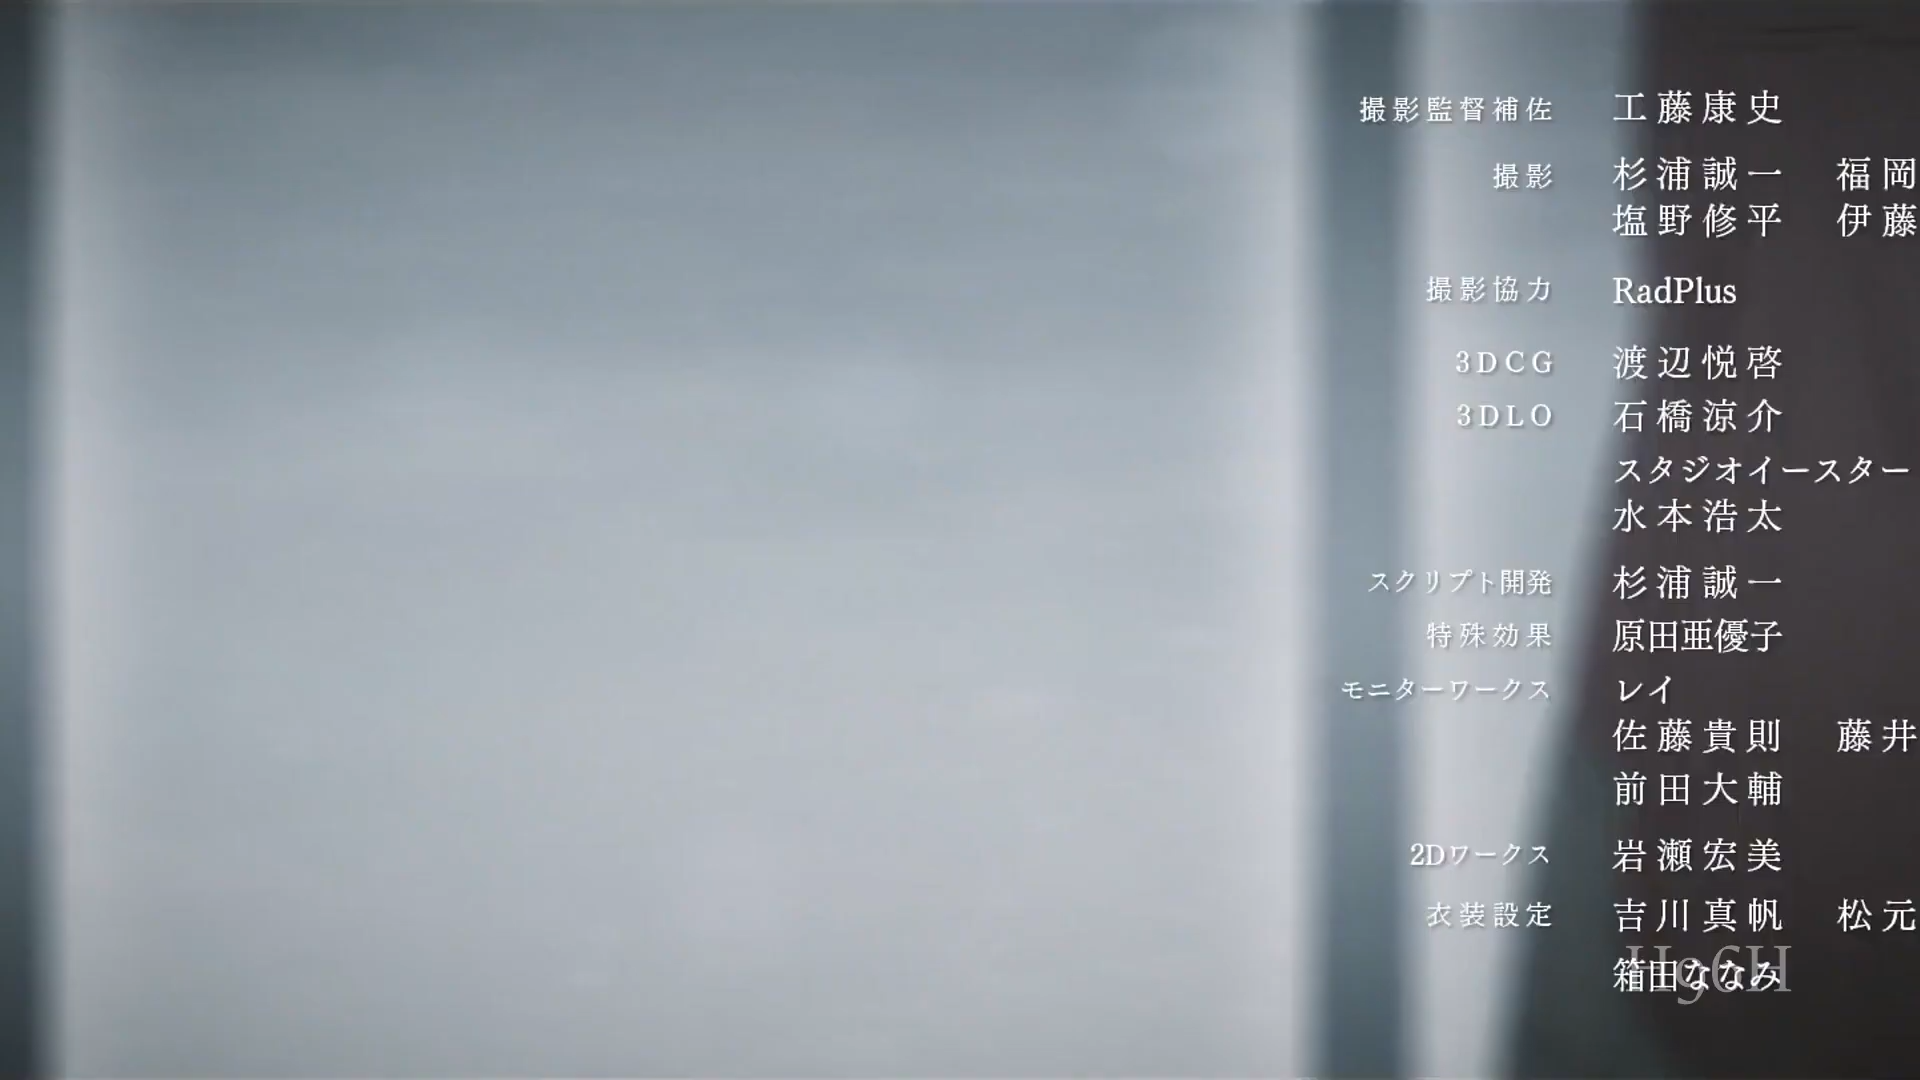 撮影監督補佐 工藤康史
撮影 杉浦誠一 福岡
塩野修平 伊藤
撮影協力 RadPlus
3DCG 渡辺悦啓
3DLO 石橋涼介
スタジオイースター
水本浩太
スクリプト開発 杉浦誠一
特殊効果 原田亜優子
モニターワークス レイ
佐藤貴則 藤井
前田大輔
2Dワークス 岩瀬宏美
衣装設定 吉川真帆 松元
箱田ななみ
H96H